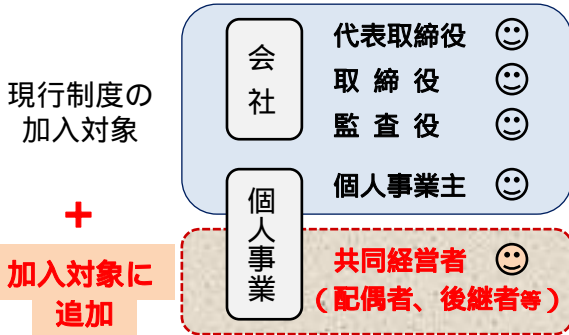 現行制度の
加入対象
+
加入対象に
追加
会
社
代表取締役
取締役
監査役
個人事業
個人事業主
共同経営者
(配偶者、後継者等)